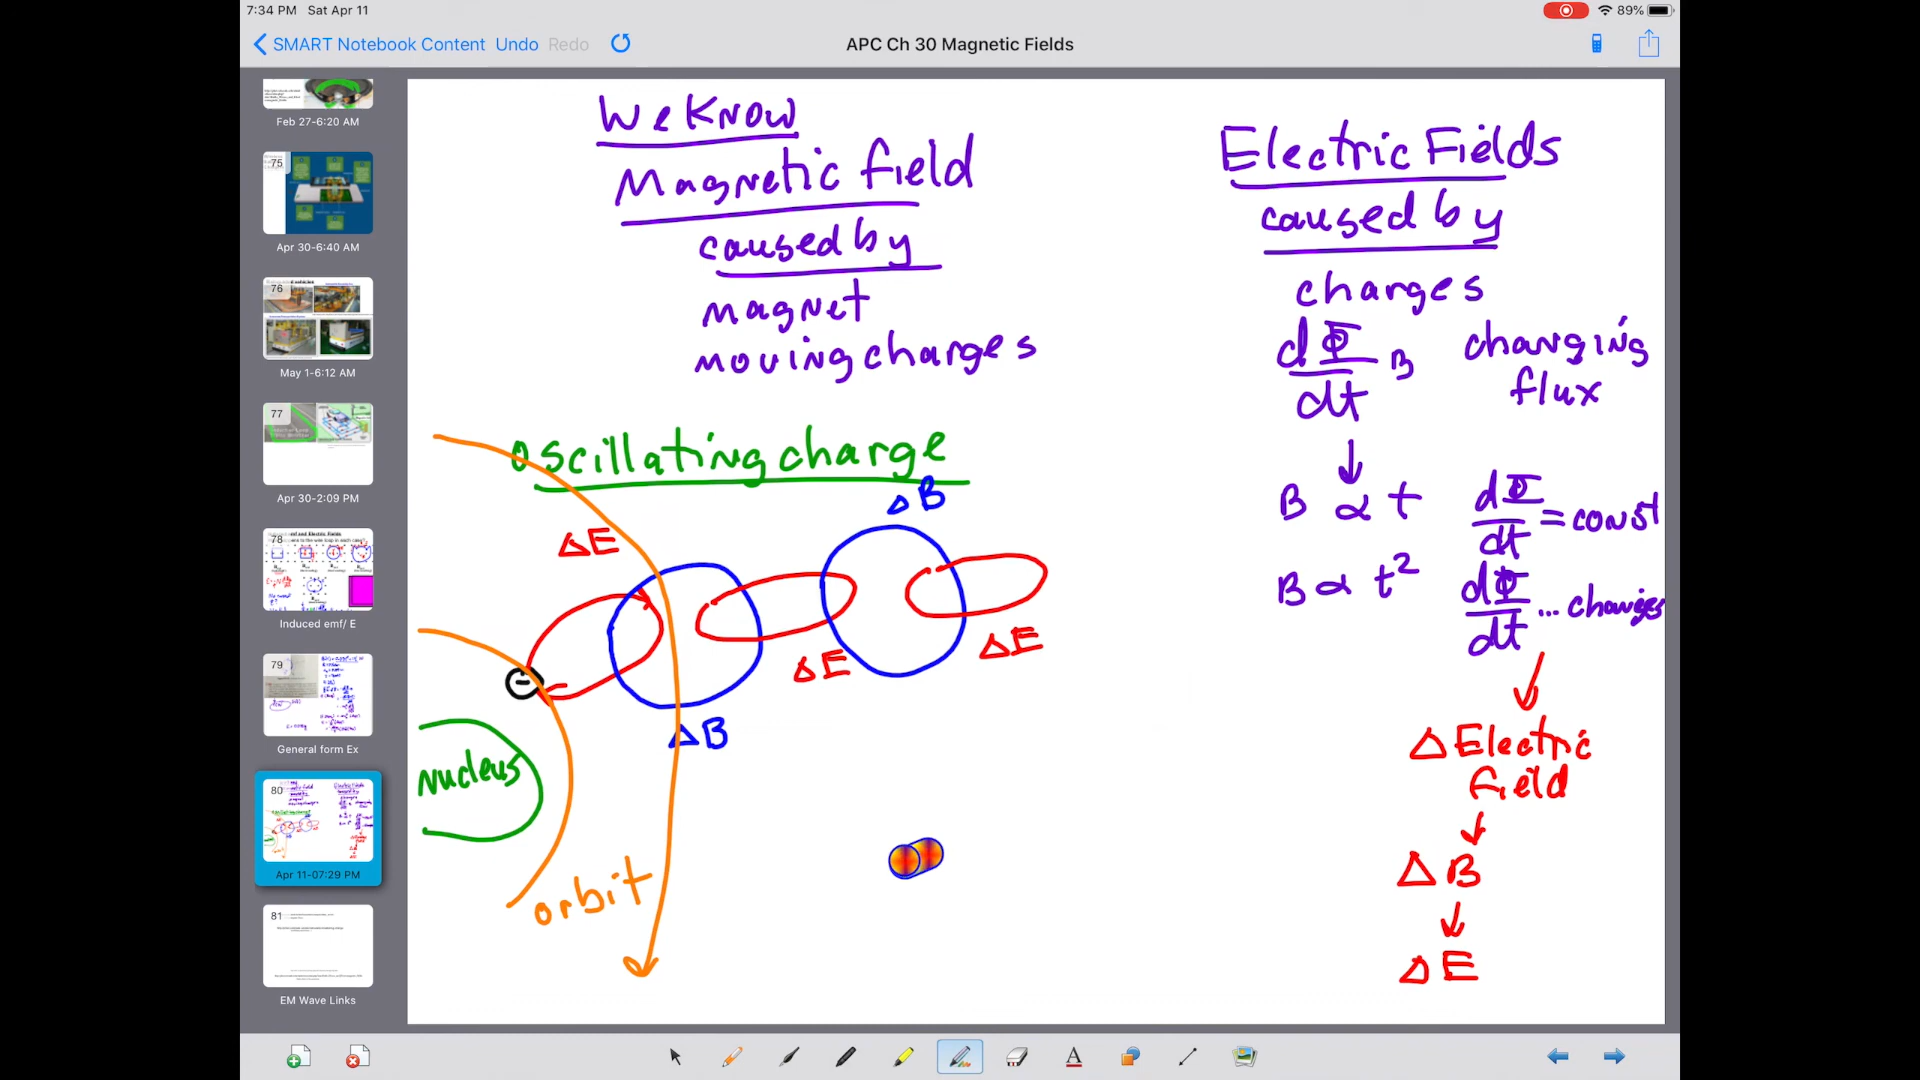 7:34 PM Sat Apr 11
89%
SMART Notebook Content Undo Redo
APC Ch 30 Magnetic Fields
Feb 27-6:20 AM
75
Apr 30-6:40 AM
76
May 1-6:12 AM
77
Apr 30-2:09 PM
78
Induced emf/ E
79
General form Ex
80
Apr 11-07:29 PM
81
EM Wave Links
We Know
Magnetic field
caused by
magnet
moving charges
oscillating charge
ΔB
ΔE
ΔE
ΔE
ΔB
nucleus
orbit
Electric Fields
caused by
charges
dΦB/dt changing
flux
B α t dΦ/dt = const
B α t² dΦ/dt ... changes
Δ Electric
field
Δ B
Δ E